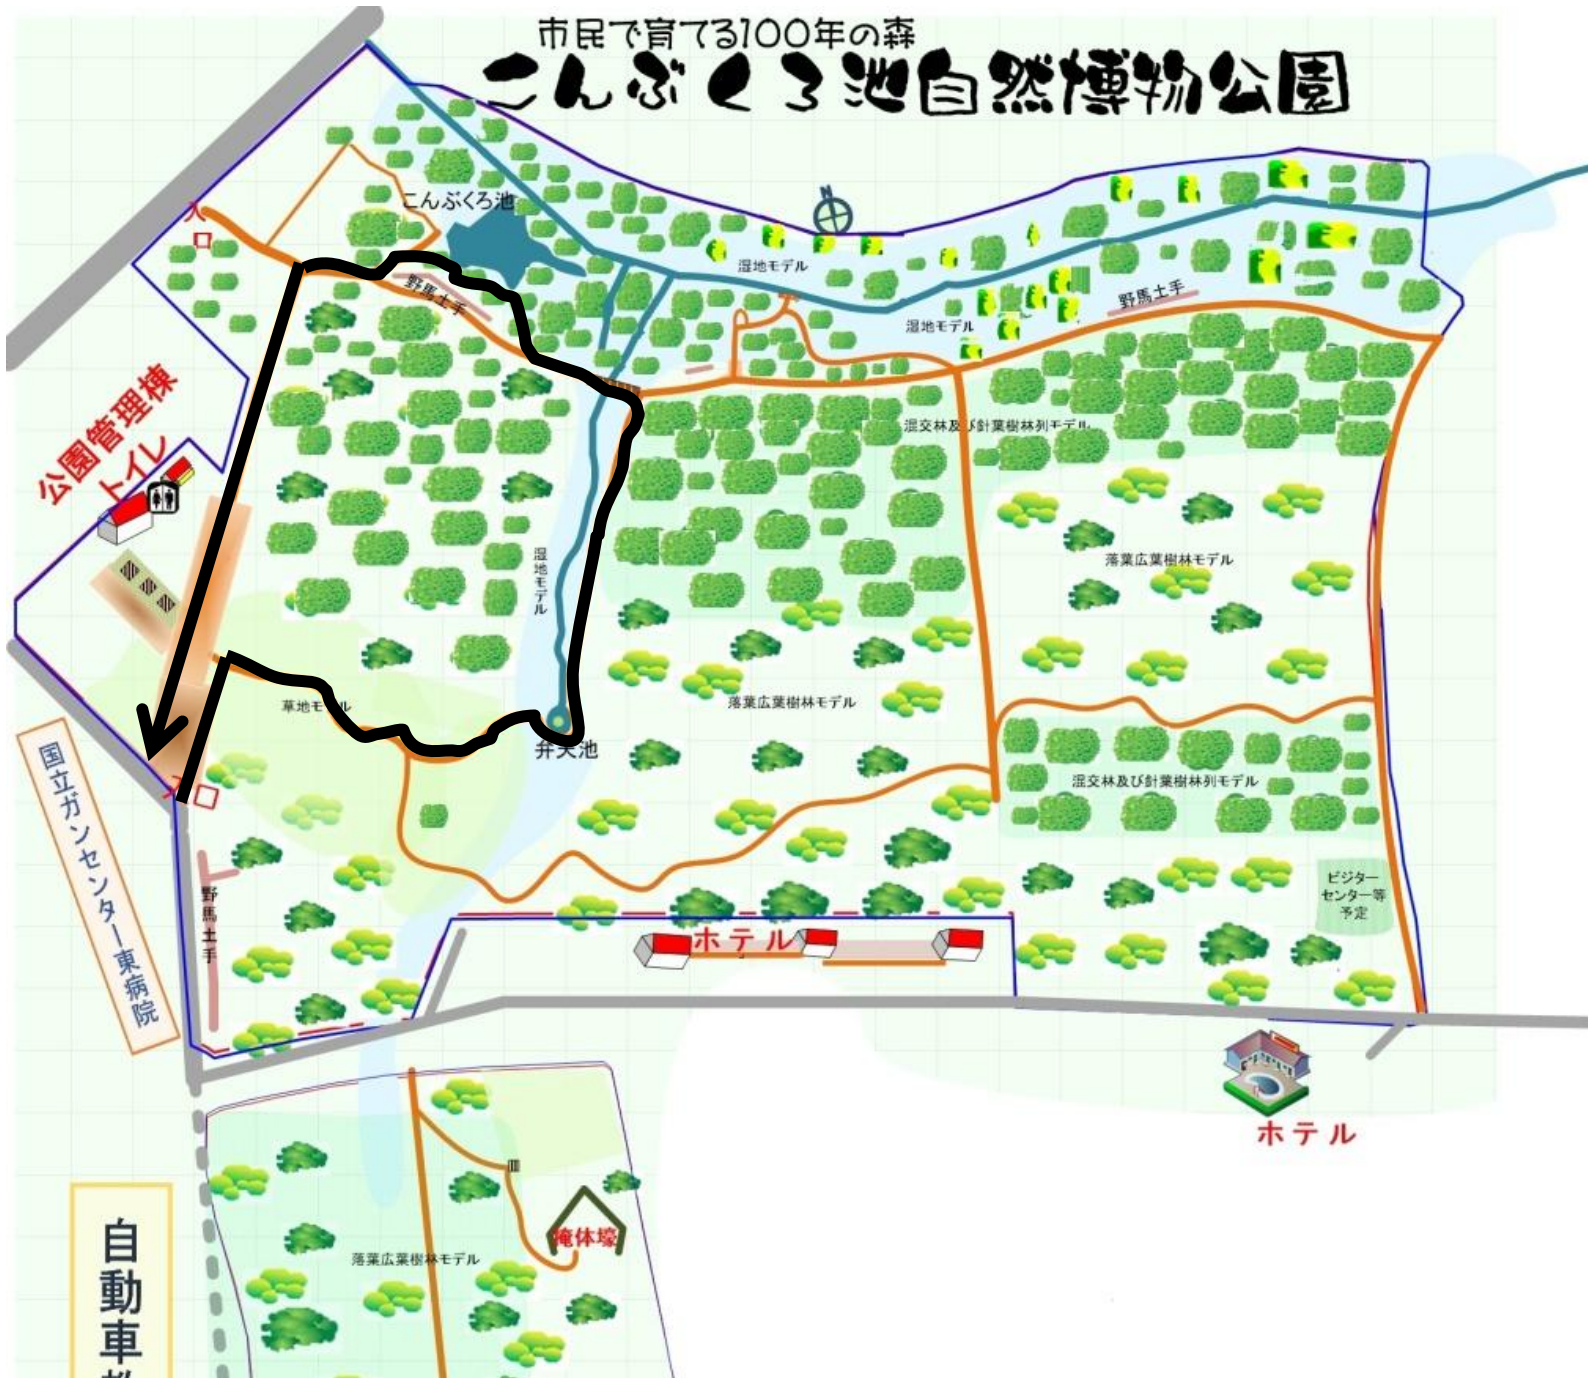 市民で育てる100年の森
こんぶくろ池自然博物公園
N
こんぶくろ池
入口
湿地モデル
野馬土手
野馬土手
湿地モデル
公園管理棟
トイレ
混交林及び針葉樹林列モデル
湿地モデル
落葉広葉樹林モデル
草地モデル
落葉広葉樹林モデル
弁天池
国立ガンセンター東病院
入口
混交林及び針葉樹林列モデル
野馬土手
ビジター
センター等
予定
ホテル
ホテル
掩体壕
落葉広葉樹林モデル
自動車